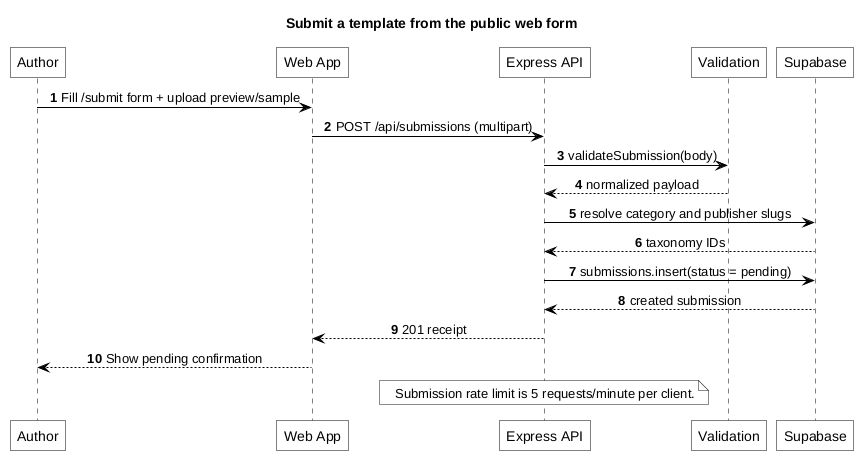 Submit a template from the public web form
Author Web App Express API Validation Supabase
1 Fill /submit form + upload preview/sample
2 POST /api/submissions (multipart)
3 validateSubmission(body)
4 normalized payload
5 resolve category and publisher slugs
6 taxonomy IDs
7 submissions.insert(status = pending)
8 created submission
9 201 receipt
10 Show pending confirmation
Submission rate limit is 5 requests/minute per client.
Author Web App Express API Validation Supabase